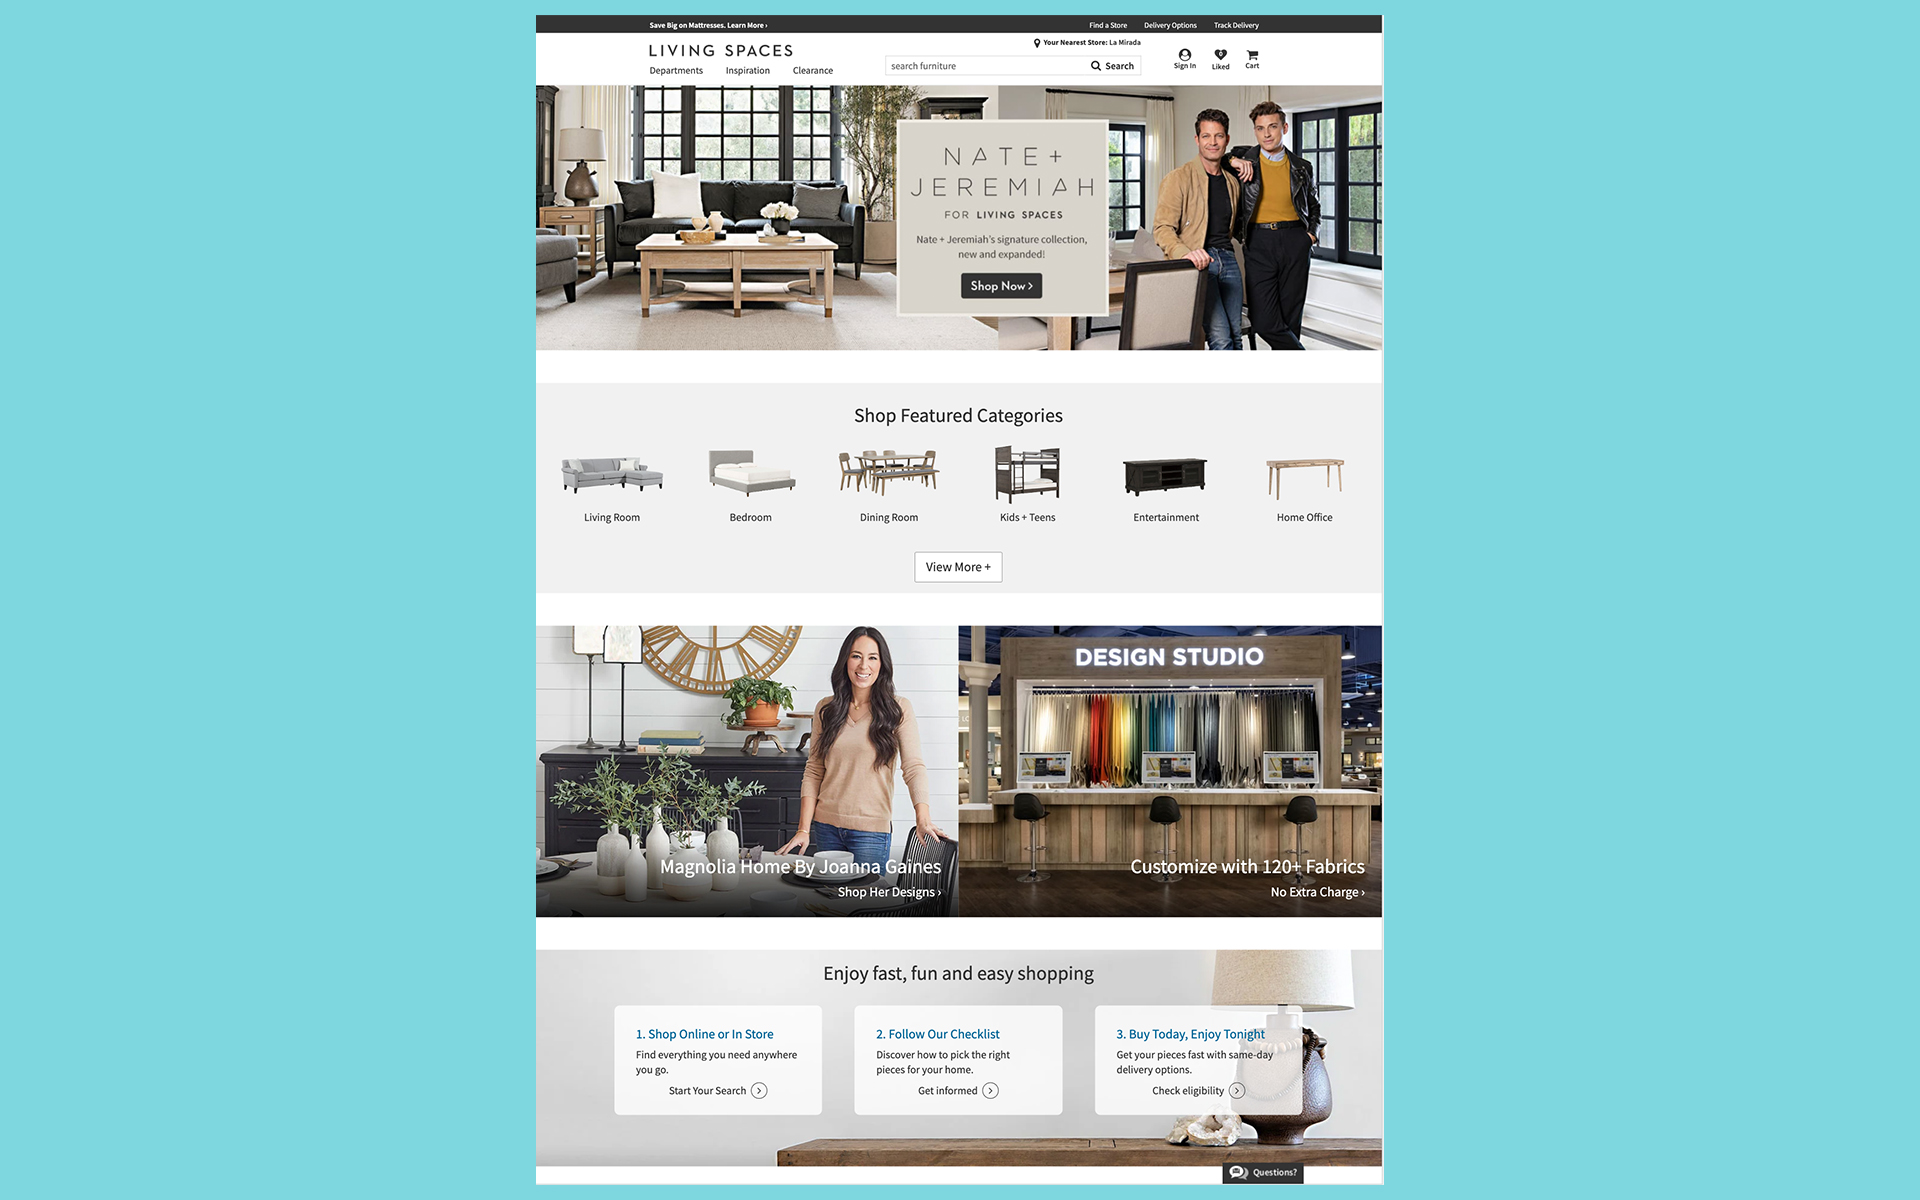 Save Big on Mattresses. Learn More ›
Find a Store Delivery Options Track Delivery
LIVING SPACES
Your Nearest Store: La Mirada
Departments Inspiration Clearance
search furniture Search
Sign In
0
Liked
Cart
NATE +
JEREMIAH
FOR LIVING SPACES
Nate + Jeremiah's signature collection,
new and expanded!
Shop Now >
Shop Featured Categories
Living Room
Bedroom
Dining Room
Kids + Teens
Entertainment
Home Office
View More +
Magnolia Home By Joanna Gaines
Shop Her Designs ›
DESIGN STUDIO
Customize with 120+ Fabrics
No Extra Charge ›
Enjoy fast, fun and easy shopping
1. Shop Online or In Store
Find everything you need anywhere
you go.
Start Your Search
2. Follow Our Checklist
Discover how to pick the right
pieces for your home.
Get informed
3. Buy Today, Enjoy Tonight
Get your pieces fast with same-day
delivery options.
Check eligibility
Questions?